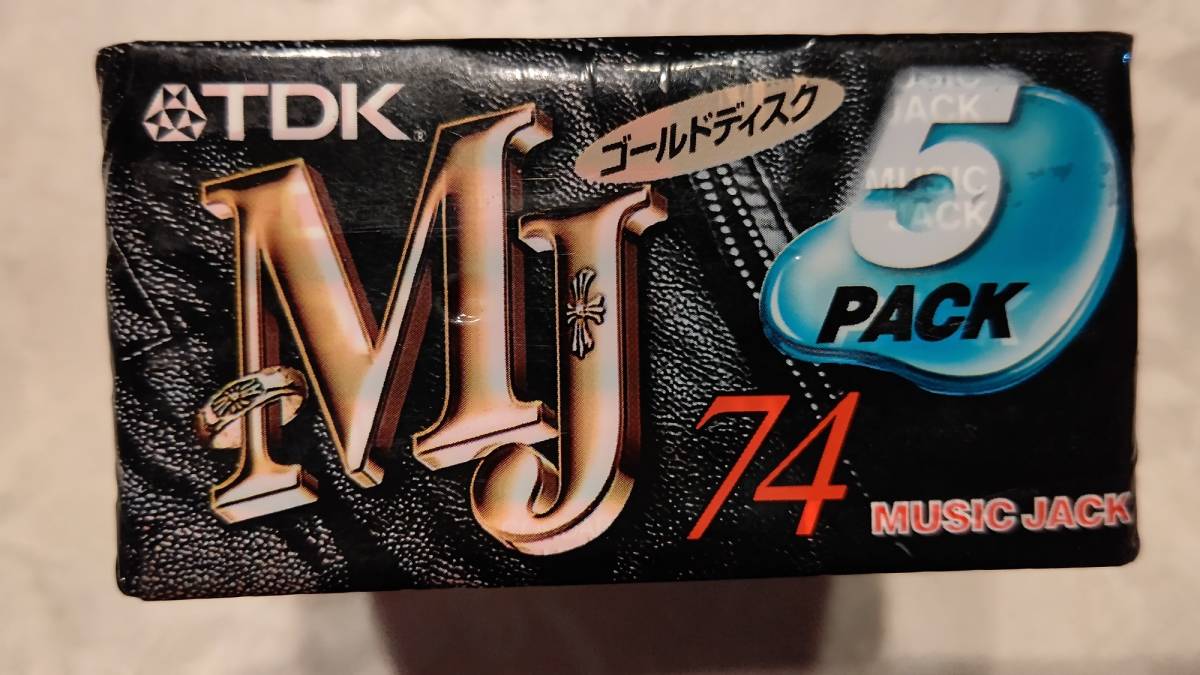 TDK®
MJ
ゴールドディスク
MUSIC
JACK
MUSIC
JACK
5
PACK
74
MUSIC JACK